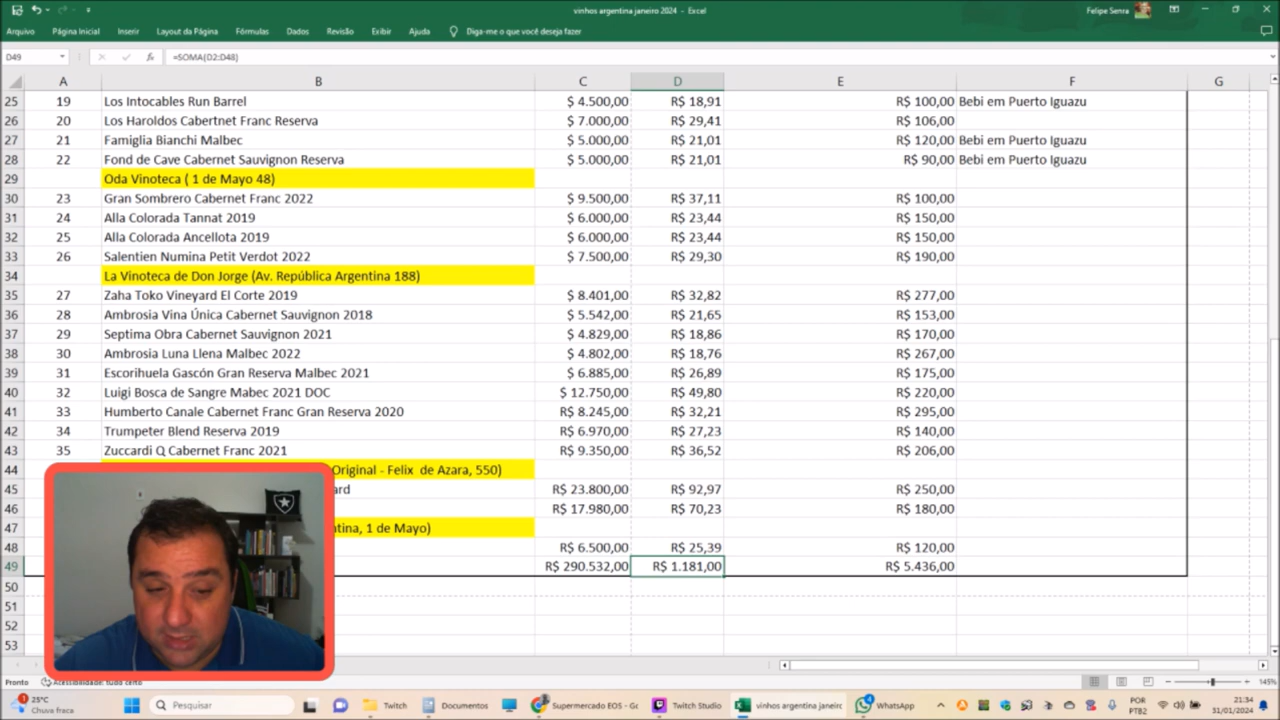 vinhos argentina janeiro 2024 - Excel
Felipe Senra
Arquivo Página Inicial Inserir Layout da Página Fórmulas Dados Revisão Exibir Ajuda Diga-me o que você deseja fazer
D49 fx =SOMA(D2:D48)
A B C D E F G
25 19 Los Intocables Run Barrel $ 4.500,00 R$ 18,91 R$ 100,00 Bebi em Puerto Iguazu
26 20 Los Haroldos Cabertnet Franc Reserva $ 7.000,00 R$ 29,41 R$ 106,00
27 21 Famiglia Bianchi Malbec $ 5.000,00 R$ 21,01 R$ 120,00 Bebi em Puerto Iguazu
28 22 Fond de Cave Cabernet Sauvignon Reserva $ 5.000,00 R$ 21,01 R$ 90,00 Bebi em Puerto Iguazu
29 Oda Vinoteca ( 1 de Mayo 48)
30 23 Gran Sombrero Cabernet Franc 2022 $ 9.500,00 R$ 37,11 R$ 100,00
31 24 Alla Colorada Tannat 2019 $ 6.000,00 R$ 23,44 R$ 150,00
32 25 Alla Colorada Ancellota 2019 $ 6.000,00 R$ 23,44 R$ 150,00
33 26 Salentien Numina Petit Verdot 2022 $ 7.500,00 R$ 29,30 R$ 190,00
34 La Vinoteca de Don Jorge (Av. República Argentina 188)
35 27 Zaha Toko Vineyard El Corte 2019 $ 8.401,00 R$ 32,82 R$ 277,00
36 28 Ambrosia Vina Única Cabernet Sauvignon 2018 $ 5.542,00 R$ 21,65 R$ 153,00
37 29 Septima Obra Cabernet Sauvignon 2021 $ 4.829,00 R$ 18,86 R$ 170,00
38 30 Ambrosia Luna Llena Malbec 2022 $ 4.802,00 R$ 18,76 R$ 267,00
39 31 Escorihuela Gascón Gran Reserva Malbec 2021 $ 6.885,00 R$ 26,89 R$ 175,00
40 32 Luigi Bosca de Sangre Mabec 2021 DOC $ 12.750,00 R$ 49,80 R$ 220,00
41 33 Humberto Canale Cabernet Franc Gran Reserva 2020 R$ 8.245,00 R$ 32,21 R$ 295,00
42 34 Trumpeter Blend Reserva 2019 R$ 6.970,00 R$ 27,23 R$ 140,00
43 35 Zuccardi Q Cabernet Franc 2021 R$ 9.350,00 R$ 36,52 R$ 206,00
44 Original - Felix de Azara, 550)
45 ard R$ 23.800,00 R$ 92,97 R$ 250,00
46 R$ 17.980,00 R$ 70,23 R$ 180,00
47 tina, 1 de Mayo)
48 R$ 6.500,00 R$ 25,39 R$ 120,00
49 R$ 290.532,00 R$ 1.181,00 R$ 5.436,00
50
51
52
53
Pronto Acessibilidade: tudo certo 145%
25°C
Chuva fraca
Pesquisar
Twitch
Documentos
Supermercado EOS - Go
Twitch Studio
vinhos argentina janeiro
WhatsApp
POR
PTB2
21:34
31/01/2024